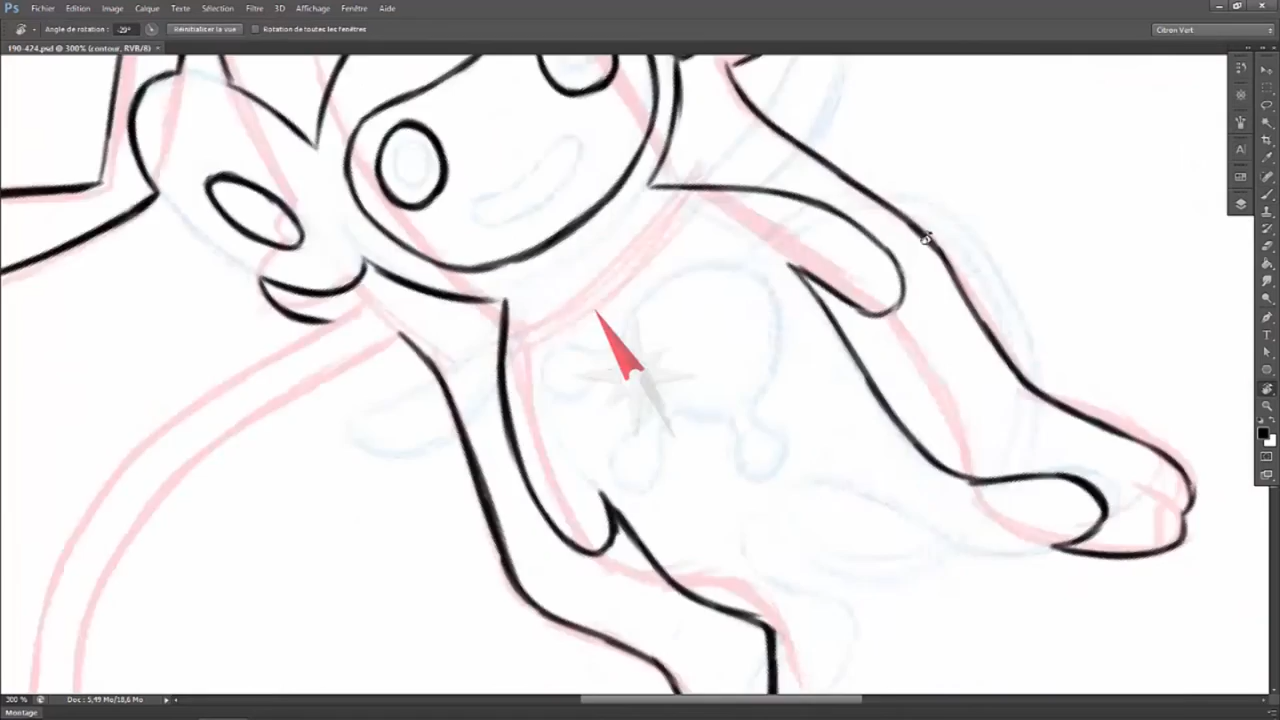 Ps Fichier Edition Image Calque Texte Sélection Filtre 3D Affichage Fenêtre Aide
Angle de rotation : -29° Réinitialiser la vue Rotation de toutes les fenêtres Citron Vert
190-424.psd @ 300% (contour, RVB/8) ×
300 % Doc : 5,49 Mo/18,6 Mo
Montage